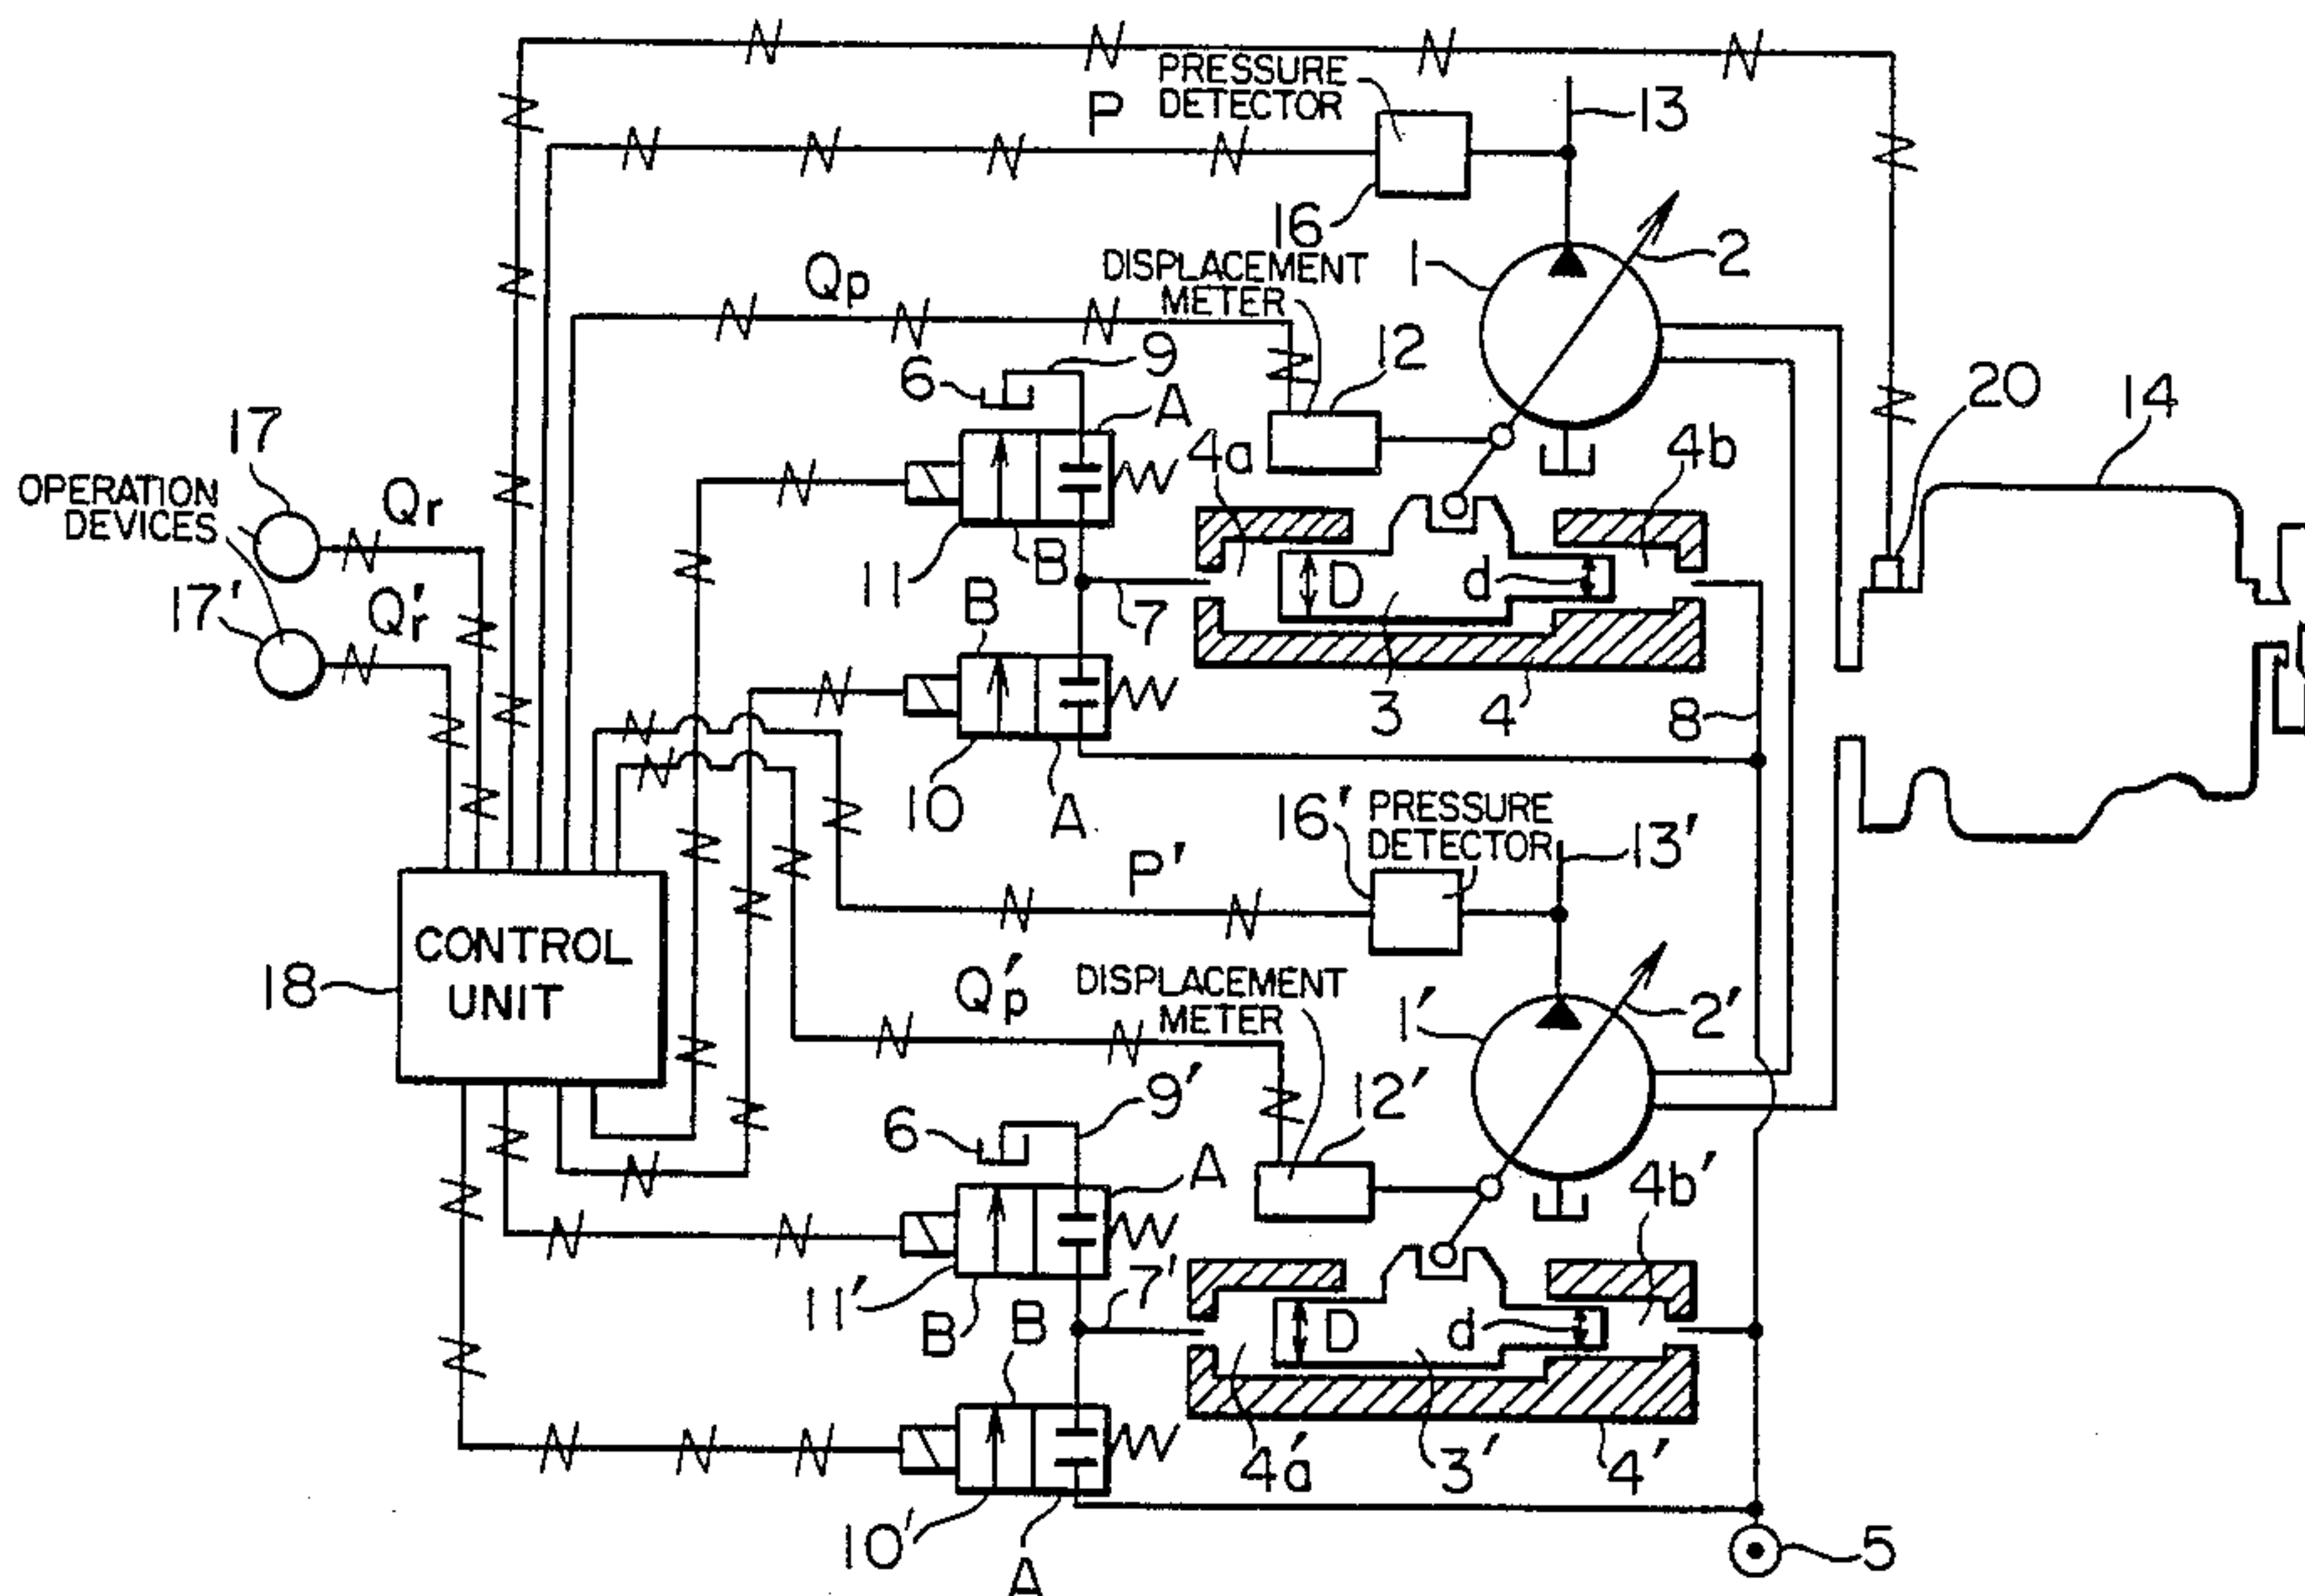 PRESSURE
DETECTOR
P
13
16
1
2
DISPLACEMENT
METER
Qp
9
6
12
A
20
14
17
4a
4b
OPERATION
DEVICES
Qr
11
B
D
d
17'
Q'r
B
7
3
4
8
10
A
16'
PRESSURE
DETECTOR
13'
P'
CONTROL
UNIT
18
Q'p
DISPLACEMENT
METER
1'
2'
9'
12'
6
A
4b'
11'
B
B
7'
D
d
4'a
3'
4'
10'
A
5